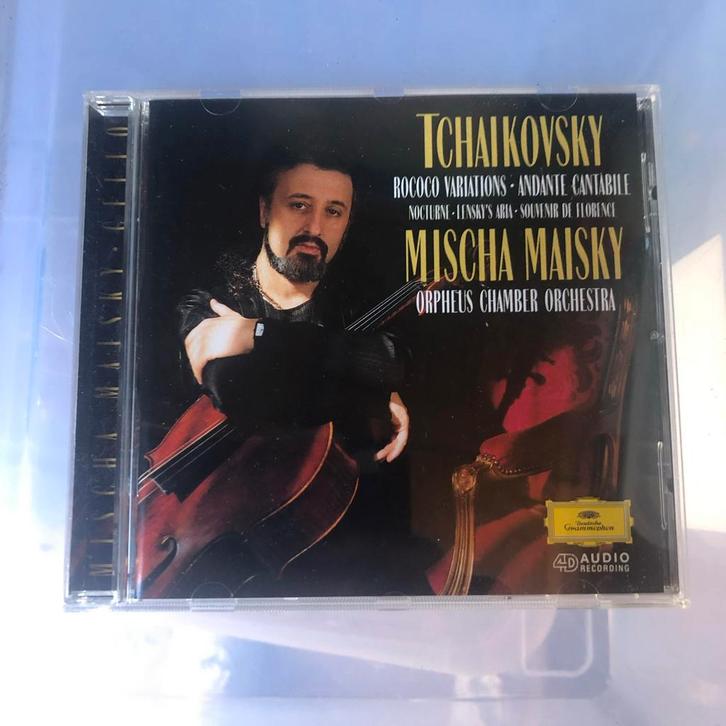 TCHAIKOVSKY
ROCOCO VARIATIONS • ANDANTE CANTABILE
NOCTURNE • LENSKY'S ARIA • SOUVENIR DE FLORENCE
MISCHA MAISKY
ORPHEUS CHAMBER ORCHESTRA
MISCHA MAISKY • CELLO
Deutsche
Grammophon
4D AUDIO
RECORDING